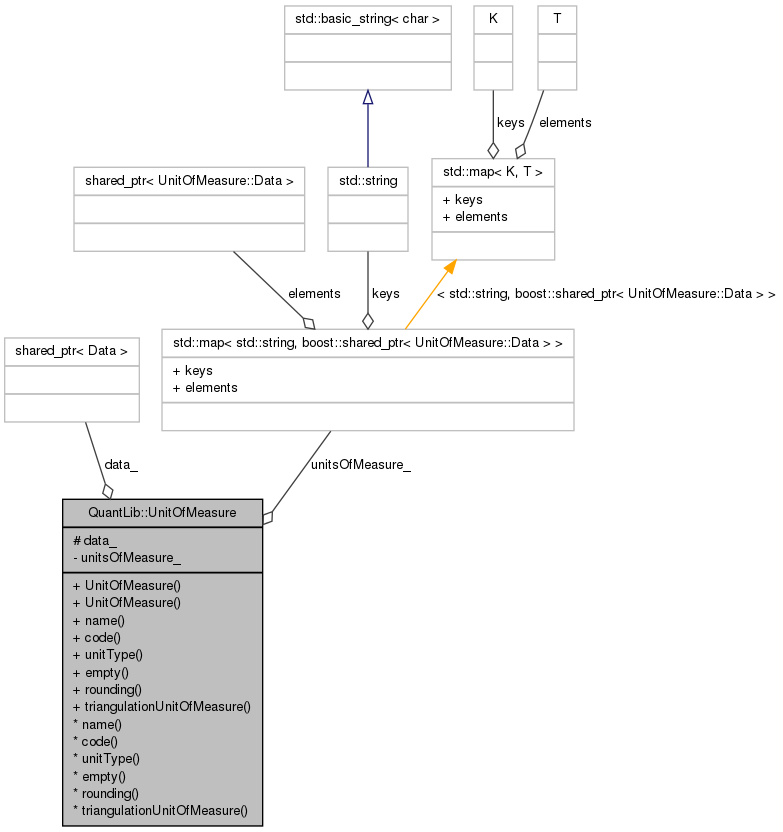 std::basic_string< char >
K
T
keys
elements
shared_ptr< UnitOfMeasure::Data >
std::string
std::map< K, T >
+ keys
+ elements
elements
keys
< std::string, boost::shared_ptr< UnitOfMeasure::Data > >
shared_ptr< Data >
std::map< std::string, boost::shared_ptr< UnitOfMeasure::Data > >
+ keys
+ elements
data_
unitsOfMeasure_
QuantLib::UnitOfMeasure
# data_
- unitsOfMeasure_
+ UnitOfMeasure()
+ UnitOfMeasure()
+ name()
+ code()
+ unitType()
+ empty()
+ rounding()
+ triangulationUnitOfMeasure()
* name()
* code()
* unitType()
* empty()
* rounding()
* triangulationUnitOfMeasure()